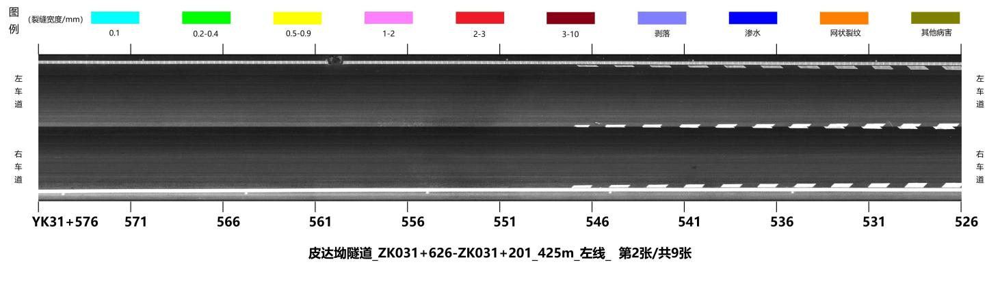 图例 (裂缝宽度/mm) 0.1 0.2-0.4 0.5-0.9 1-2 2-3 3-10 剥落 渗水 网状裂纹 其他病害
左车道 左车道
右车道 右车道
YK31+576 571 566 561 556 551 546 541 536 531 526
皮达坳隧道_ZK031+626-ZK031+201_425m_左线_ 第2张/共9张